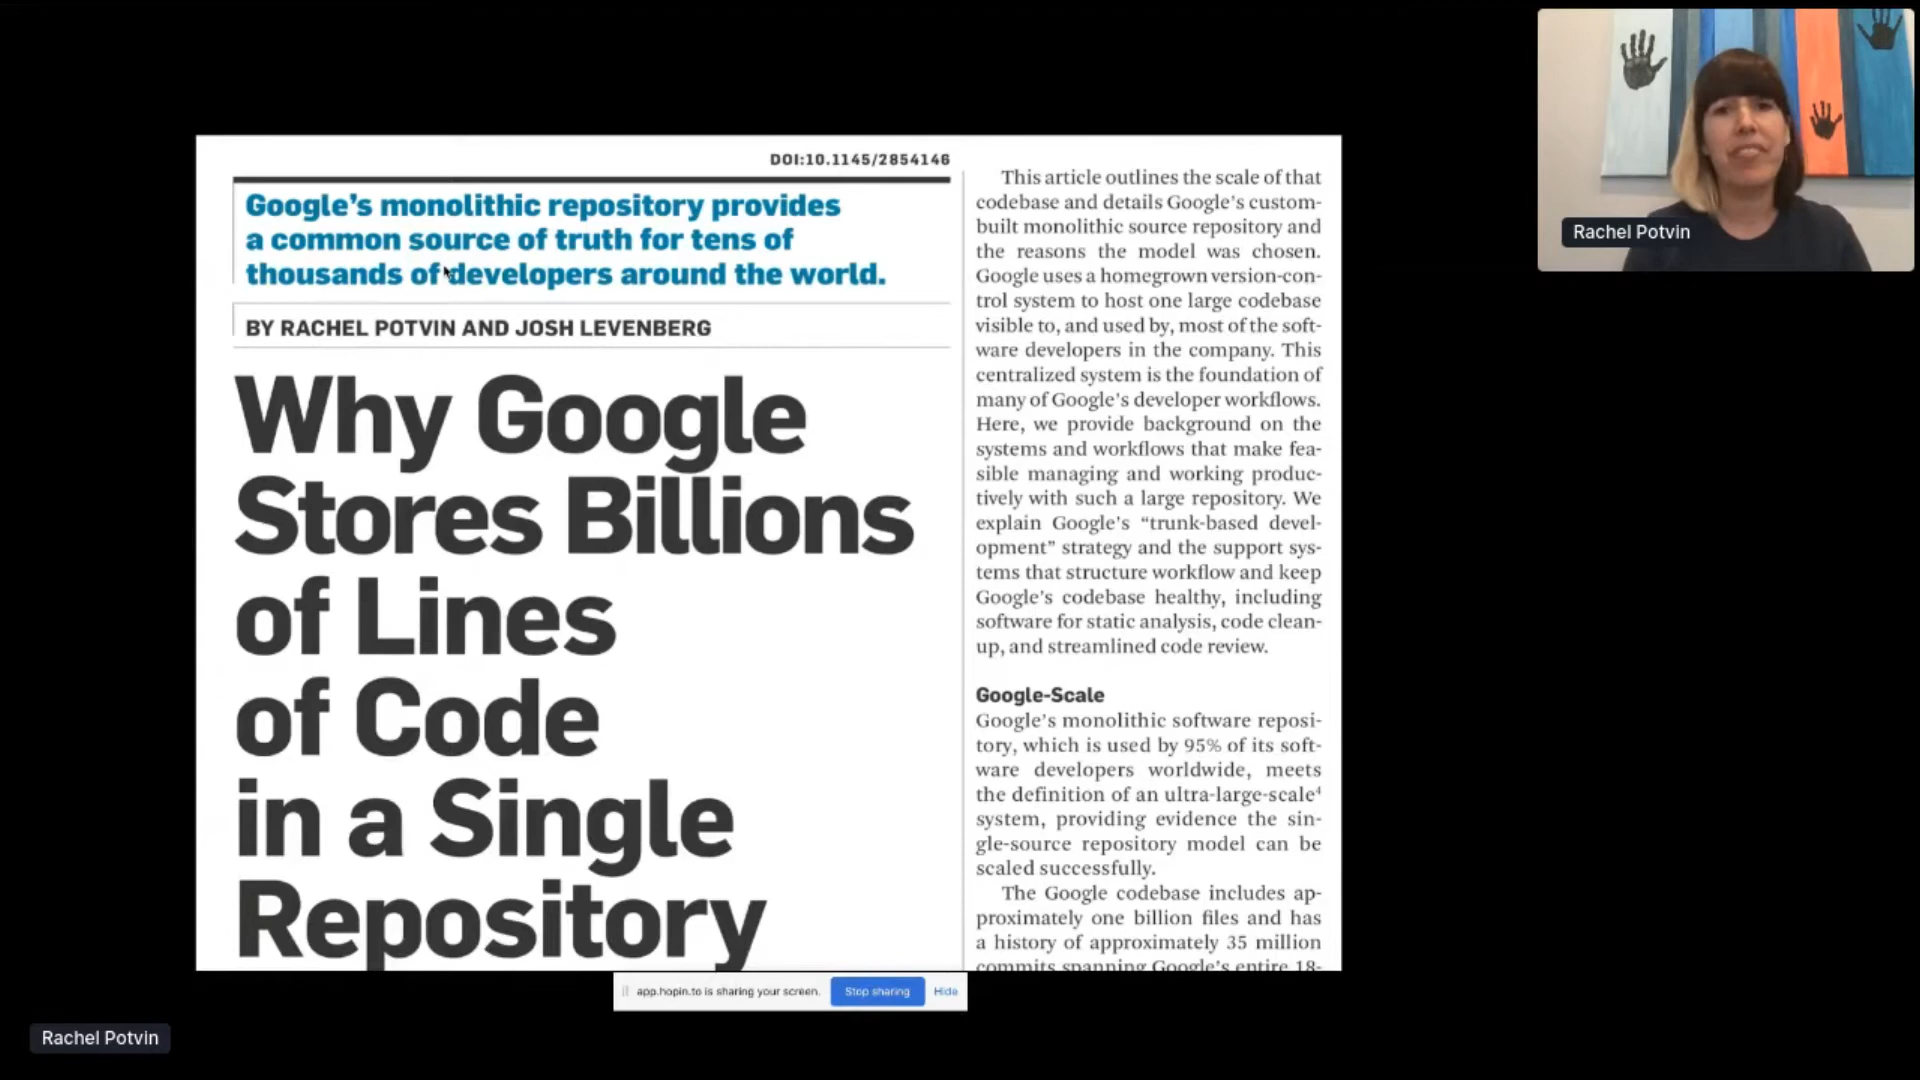 DOI:10.1145/2854146
Google's monolithic repository provides
a common source of truth for tens of
thousands of developers around the world.
BY RACHEL POTVIN AND JOSH LEVENBERG
Why Google
Stores Billions
of Lines
of Code
in a Single
Repository
This article outlines the scale of that
codebase and details Google's custom-
built monolithic source repository and
the reasons the model was chosen.
Google uses a homegrown version-con-
trol system to host one large codebase
visible to, and used by, most of the soft-
ware developers in the company. This
centralized system is the foundation of
many of Google's developer workflows.
Here, we provide background on the
systems and workflows that make fea-
sible managing and working produc-
tively with such a large repository. We
explain Google's “trunk-based devel-
opment” strategy and the support sys-
tems that structure workflow and keep
Google's codebase healthy, including
software for static analysis, code clean-
up, and streamlined code review.
Google-Scale
Google's monolithic software reposi-
tory, which is used by 95% of its soft-
ware developers worldwide, meets
the definition of an ultra-large-scale⁴
system, providing evidence the sin-
gle-source repository model can be
scaled successfully.
The Google codebase includes ap-
proximately one billion files and has
a history of approximately 35 million
commits spanning Google's entire 18-
Rachel Potvin
app.hopin.to is sharing your screen.
Stop sharing
Hide
Rachel Potvin